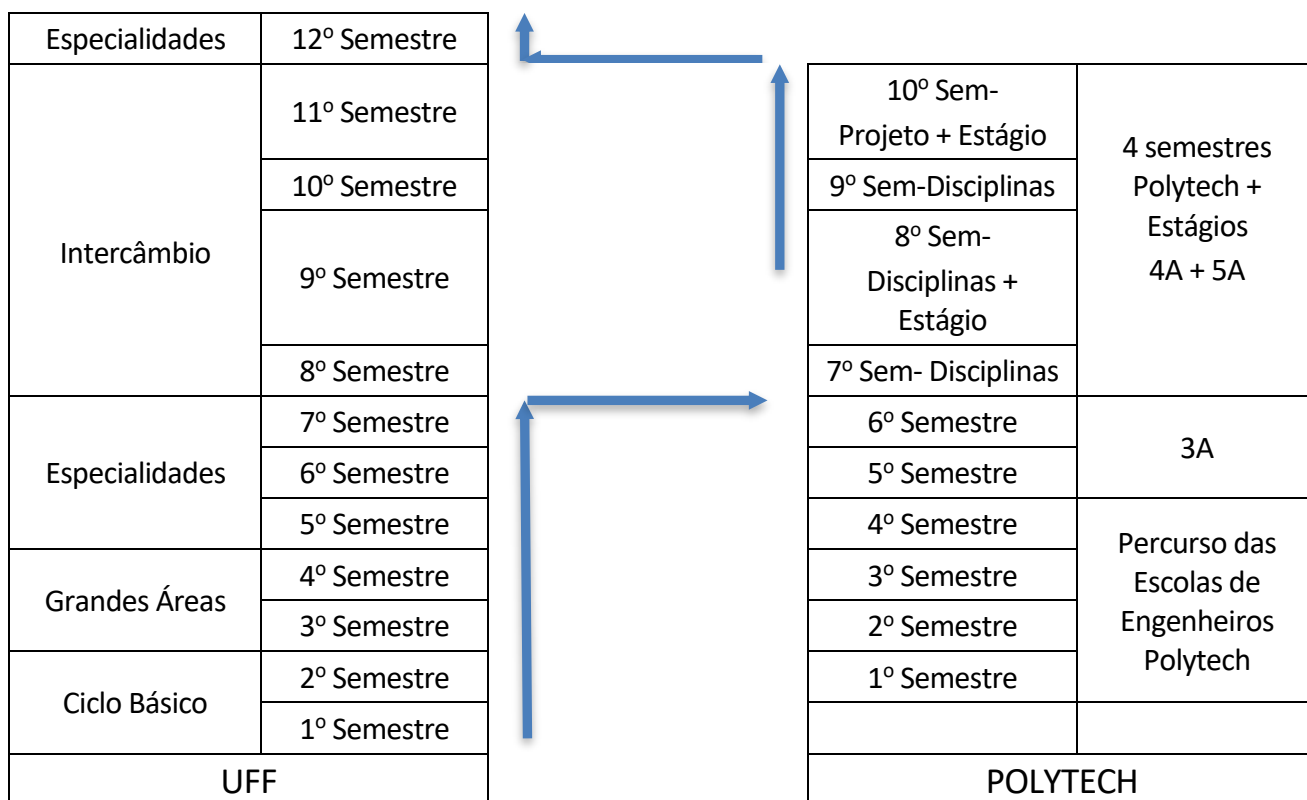 Especialidades
12º Semestre
Intercâmbio
11º Semestre
10º Semestre
9º Semestre
8º Semestre
Especialidades
7º Semestre
6º Semestre
5º Semestre
Grandes Áreas
4º Semestre
3º Semestre
Ciclo Básico
2º Semestre
1º Semestre
UFF
10º Sem-
Projeto + Estágio
9º Sem-Disciplinas
8º Sem-
Disciplinas +
Estágio
7º Sem- Disciplinas
4 semestres
Polytech +
Estágios
4A + 5A
6º Semestre
5º Semestre
3A
4º Semestre
3º Semestre
2º Semestre
1º Semestre
Percurso das
Escolas de
Engenheiros
Polytech
POLYTECH